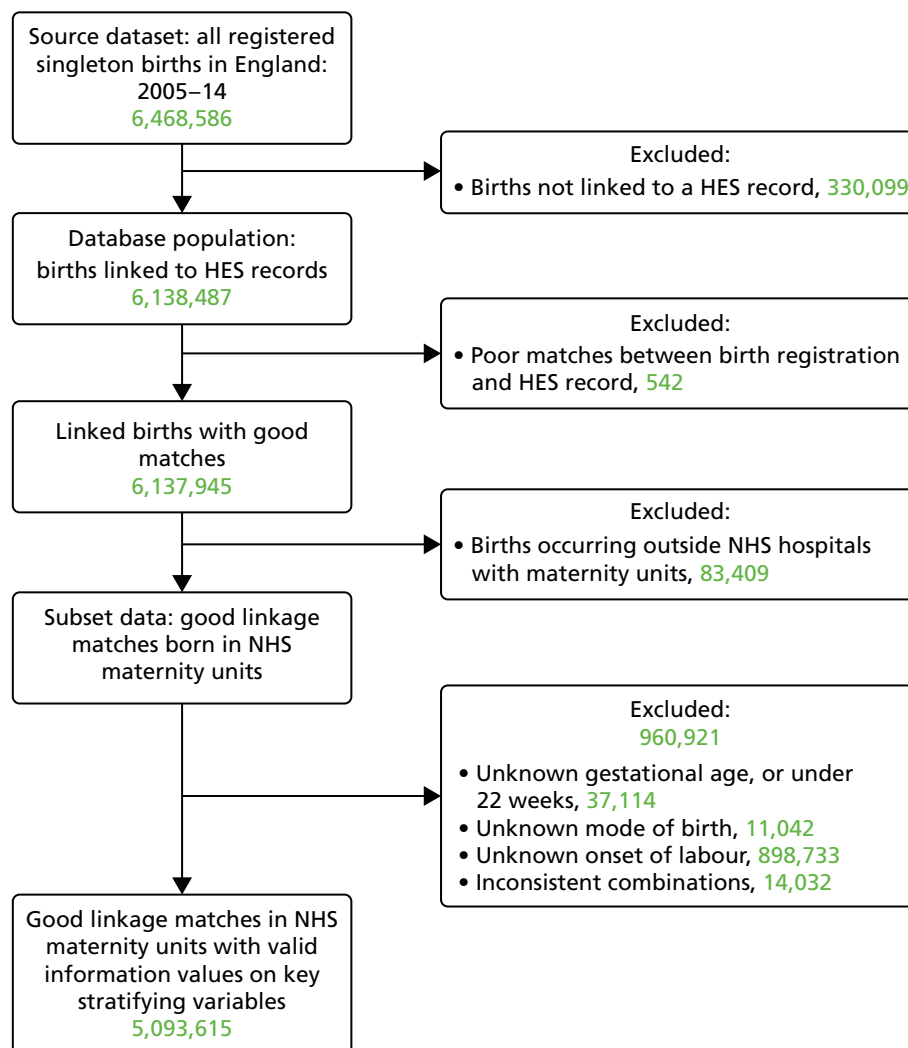 Source dataset: all registered
singleton births in England:
2005–14
6,468,586
Excluded:
• Births not linked to a HES record, 330,099
Database population:
births linked to HES records
6,138,487
Excluded:
• Poor matches between birth registration
and HES record, 542
Linked births with good
matches
6,137,945
Excluded:
• Births occurring outside NHS hospitals
with maternity units, 83,409
Subset data: good linkage
matches born in NHS
maternity units
Excluded:
960,921
• Unknown gestational age, or under
22 weeks, 37,114
• Unknown mode of birth, 11,042
• Unknown onset of labour, 898,733
• Inconsistent combinations, 14,032
Good linkage matches in NHS
maternity units with valid
information values on key
stratifying variables
5,093,615